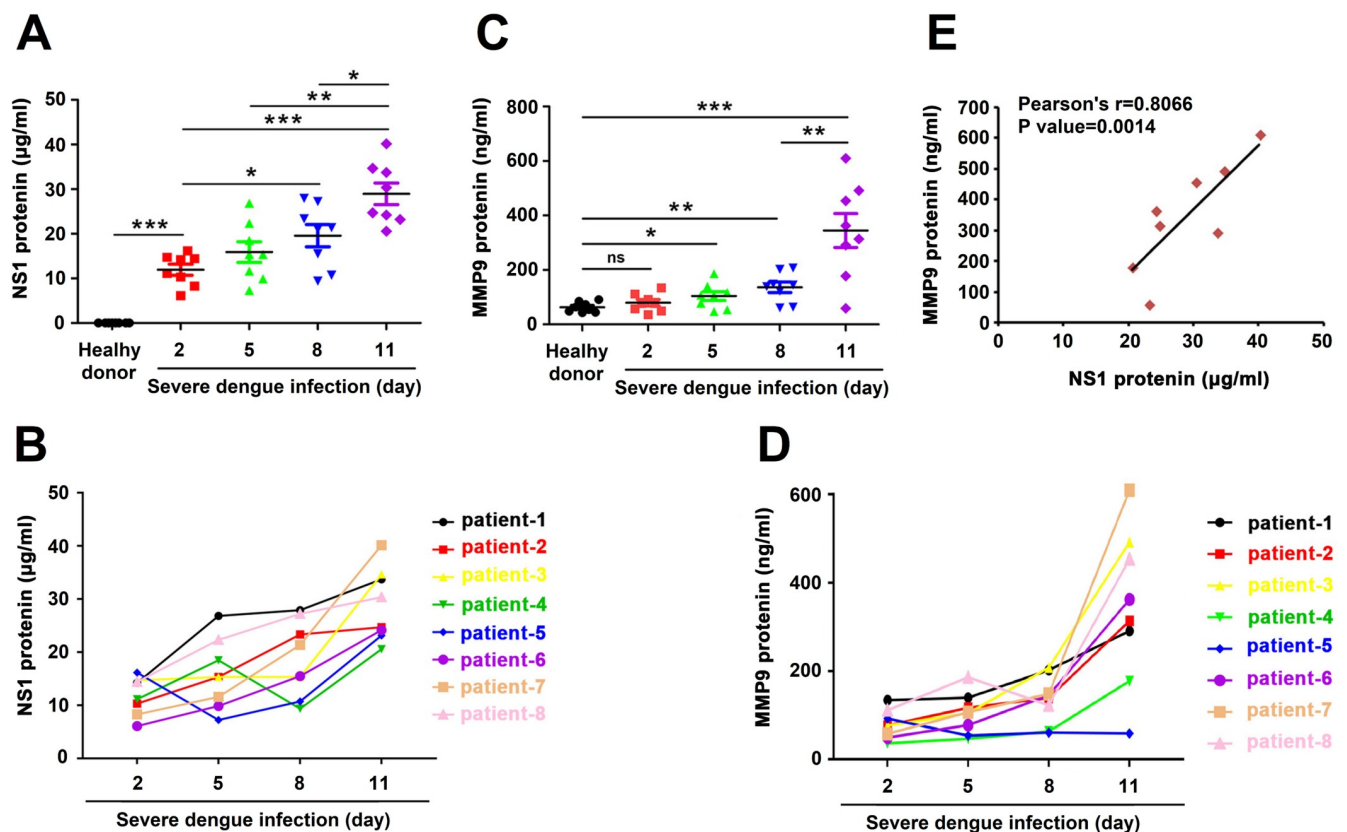 A
NS1 protenin (µg/ml)
50
40
30
20
10
0
***
*
***
**
*
Healhy
donor
2
5
8
11
Severe dengue infection (day)
C
MMP9 protenin (ng/ml)
800
600
400
200
0
ns
*
**
***
**
Healhy
donor
2
5
8
11
Severe dengue infection (day)
E
Pearson's r=0.8066
P value=0.0014
MMP9 protenin (ng/ml)
700
600
500
400
300
200
100
0
0
10
20
30
40
50
NS1 protenin (µg/ml)
B
NS1 protenin (µg/ml)
50
40
30
20
10
0
2
5
8
11
Severe dengue infection (day)
patient-1
patient-2
patient-3
patient-4
patient-5
patient-6
patient-7
patient-8
D
MMP9 protenin (ng/ml)
600
400
200
0
2
5
8
11
Severe dengue infection (day)
patient-1
patient-2
patient-3
patient-4
patient-5
patient-6
patient-7
patient-8